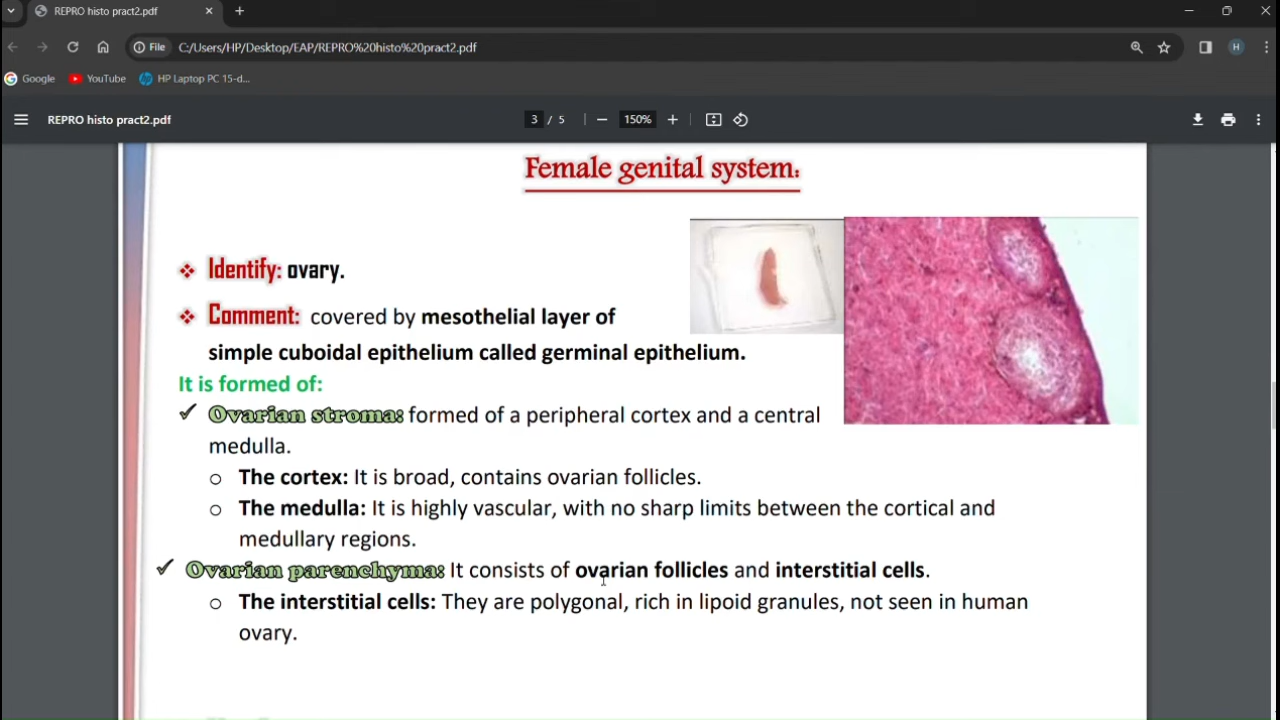 REPRO histo pract2.pdf
File
C:/Users/HP/Desktop/EAP/REPRO%20histo%20pract2.pdf
H
Google
YouTube
HP Laptop PC 15-d...
REPRO histo pract2.pdf
3 / 5
150%
Female genital system:
Identify: ovary.
Comment: covered by mesothelial layer of
simple cuboidal epithelium called germinal epithelium.
It is formed of:
✓ Ovarian stroma: formed of a peripheral cortex and a central
medulla.
o The cortex: It is broad, contains ovarian follicles.
o The medulla: It is highly vascular, with no sharp limits between the cortical and
medullary regions.
✓ Ovarian parenchyma: It consists of ovarian follicles and interstitial cells.
o The interstitial cells: They are polygonal, rich in lipoid granules, not seen in human
ovary.